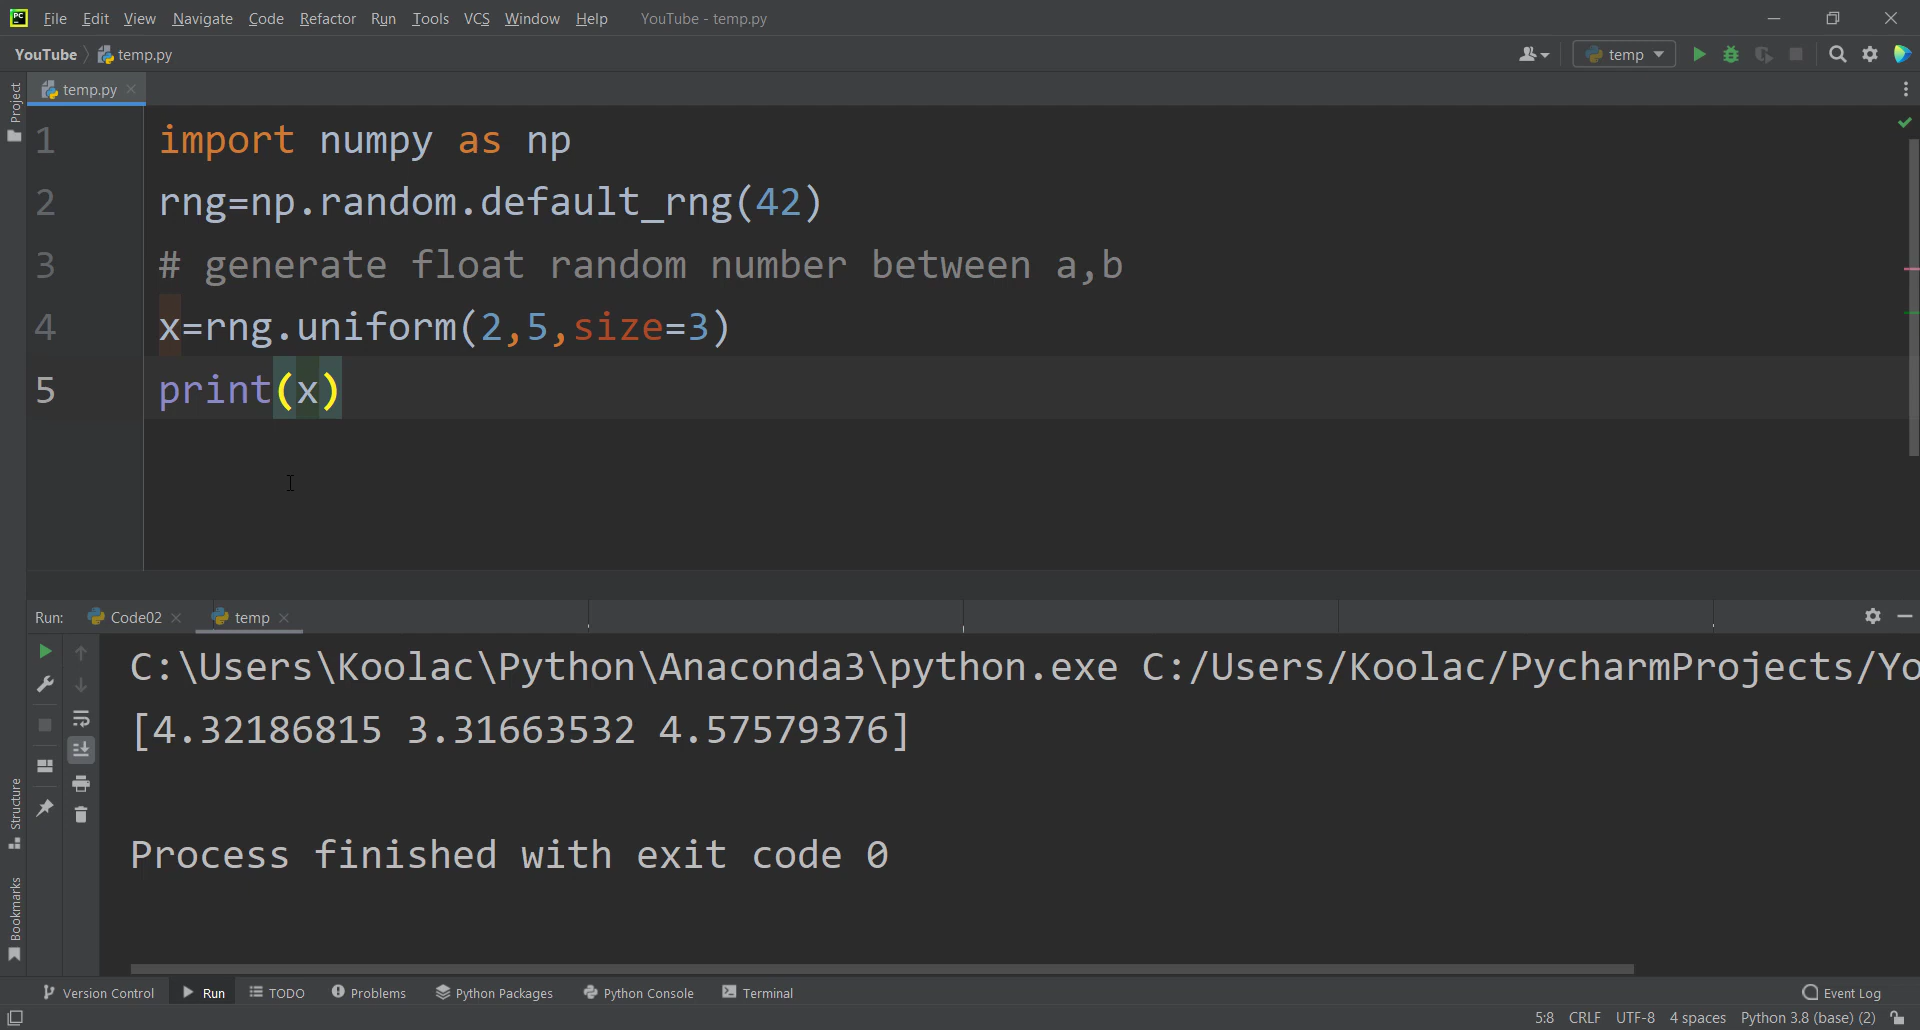 PC File Edit View Navigate Code Refactor Run Tools VCS Window Help YouTube - temp.py
YouTube temp.py temp
Project
temp.py
1 import numpy as np
2 rng=np.random.default_rng(42)
3 # generate float random number between a,b
4 x=rng.uniform(2,5,size=3)
5 print(x)
Run: Code02 temp
C:\Users\Koolac\Python\Anaconda3\python.exe C:/Users/Koolac/PycharmProjects/Yo
[4.32186815 3.31663532 4.57579376]
Process finished with exit code 0
Structure
Bookmarks
Version Control Run TODO Problems Python Packages Python Console Terminal Event Log
5:8 CRLF UTF-8 4 spaces Python 3.8 (base) (2)